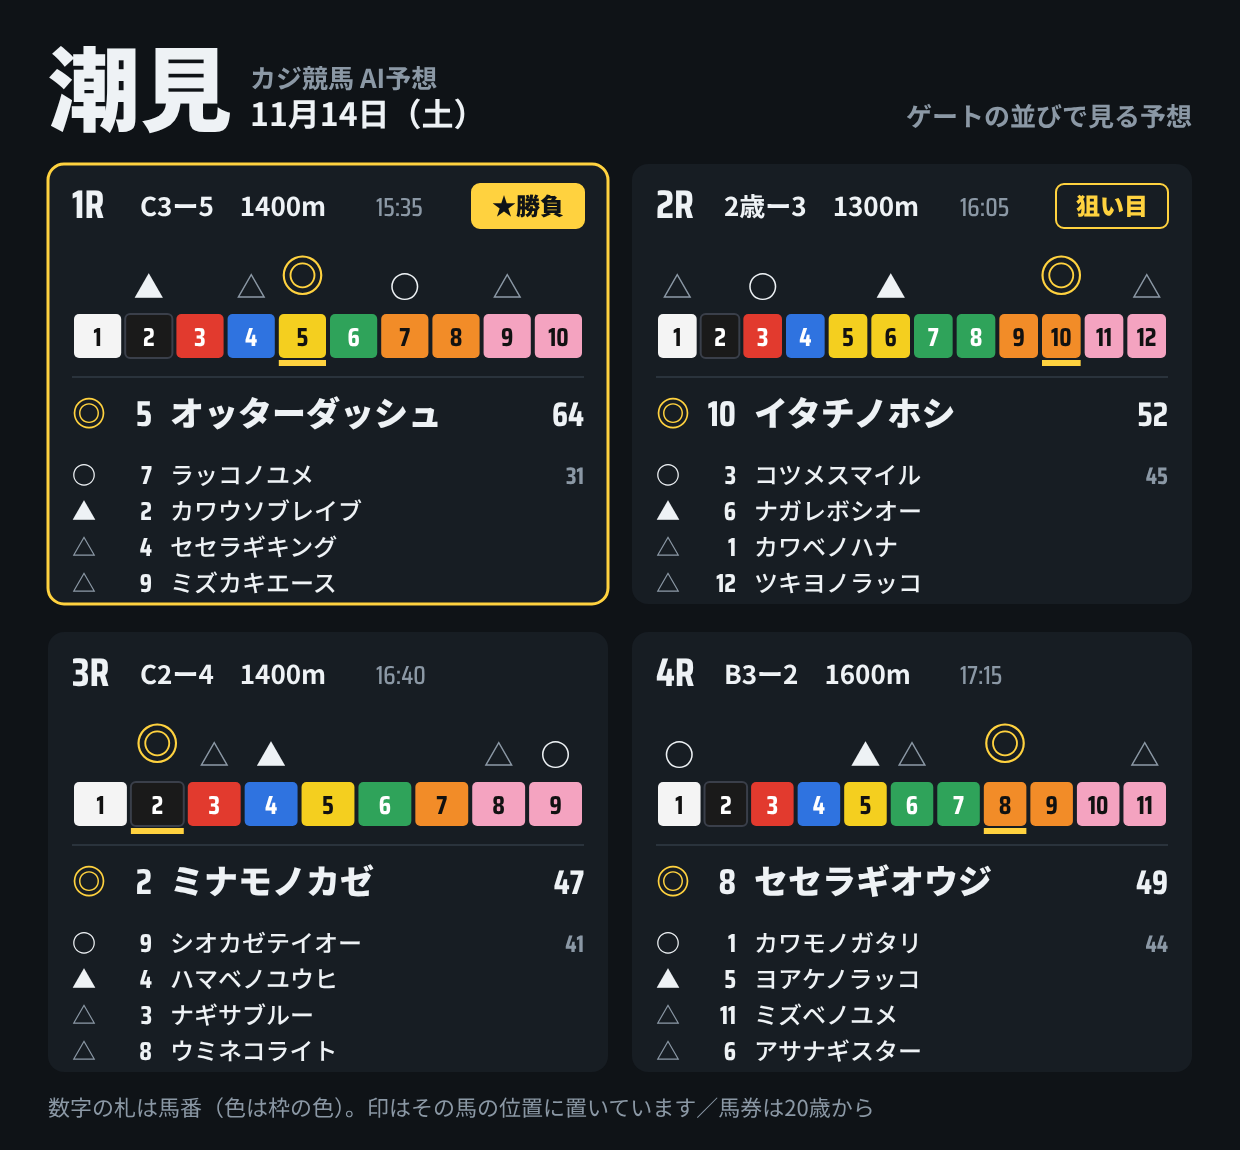 潮見
カジ競馬 AI予想
11月14日（土）
ゲートの並びで見る予想
1R C3ー5 1400m 15:35 ★勝負
▲ △ ◎ ○ △
1 2 3 4 5 6 7 8 9 10
◎ 5 オッターダッシュ 64
○ 7 ラッコノユメ 31
▲ 2 カワウソブレイブ
△ 4 セセラギキング
△ 9 ミズカキエース
2R 2歳ー3 1300m 16:05 狙い目
△ ○ ▲ ◎ △
1 2 3 4 5 6 7 8 9 10 11 12
◎ 10 イタチノホシ 52
○ 3 コツメスマイル 45
▲ 6 ナガレボシオー
△ 1 カワベノハナ
△ 12 ツキヨノラッコ
3R C2ー4 1400m 16:40
◎ △ ▲ △ ○
1 2 3 4 5 6 7 8 9
◎ 2 ミナモノカゼ 47
○ 9 シオカゼテイオー 41
▲ 4 ハマベノユウヒ
△ 3 ナギサブルー
△ 8 ウミネコライト
4R B3ー2 1600m 17:15
○ ▲ △ ◎ △
1 2 3 4 5 6 7 8 9 10 11
◎ 8 セセラギオウジ 49
○ 1 カワモノガタリ 44
▲ 5 ヨアケノラッコ
△ 11 ミズベノユメ
△ 6 アサナギスター
数字の札は馬番（色は枠の色）。印はその馬の位置に置いています／馬券は20歳から